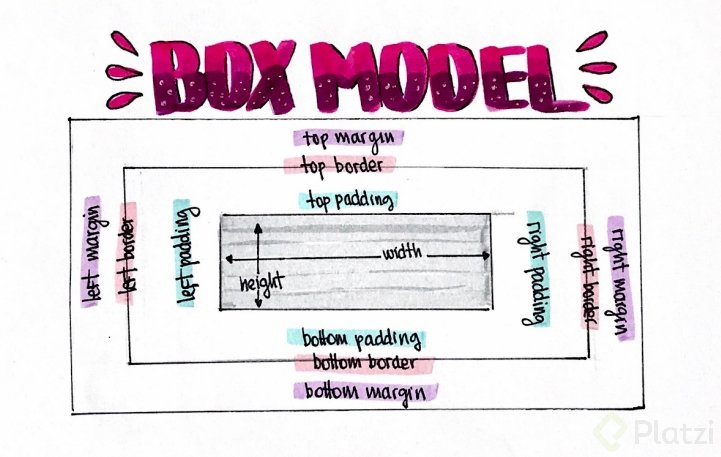 BOX MODEL
top margin
top border
top padding
left margin
left border
left padding
width
height
right padding
right border
right margin
bottom padding
bottom border
bottom margin
Platzi